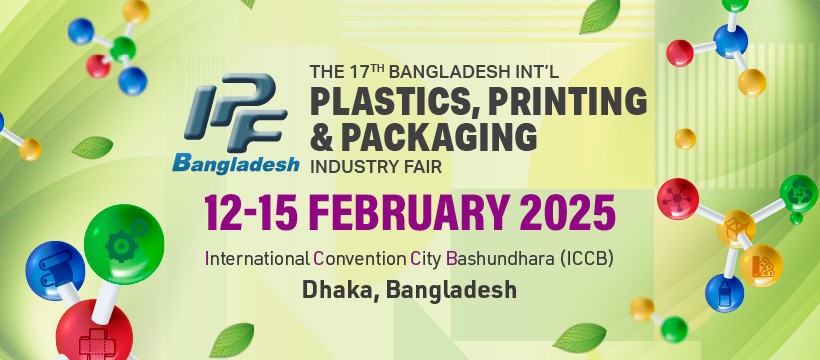 IPF
Bangladesh
THE 17TH BANGLADESH INT'L
PLASTICS, PRINTING
& PACKAGING
INDUSTRY FAIR
12-15 FEBRUARY 2025
International Convention City Bashundhara (ICCB)
Dhaka, Bangladesh